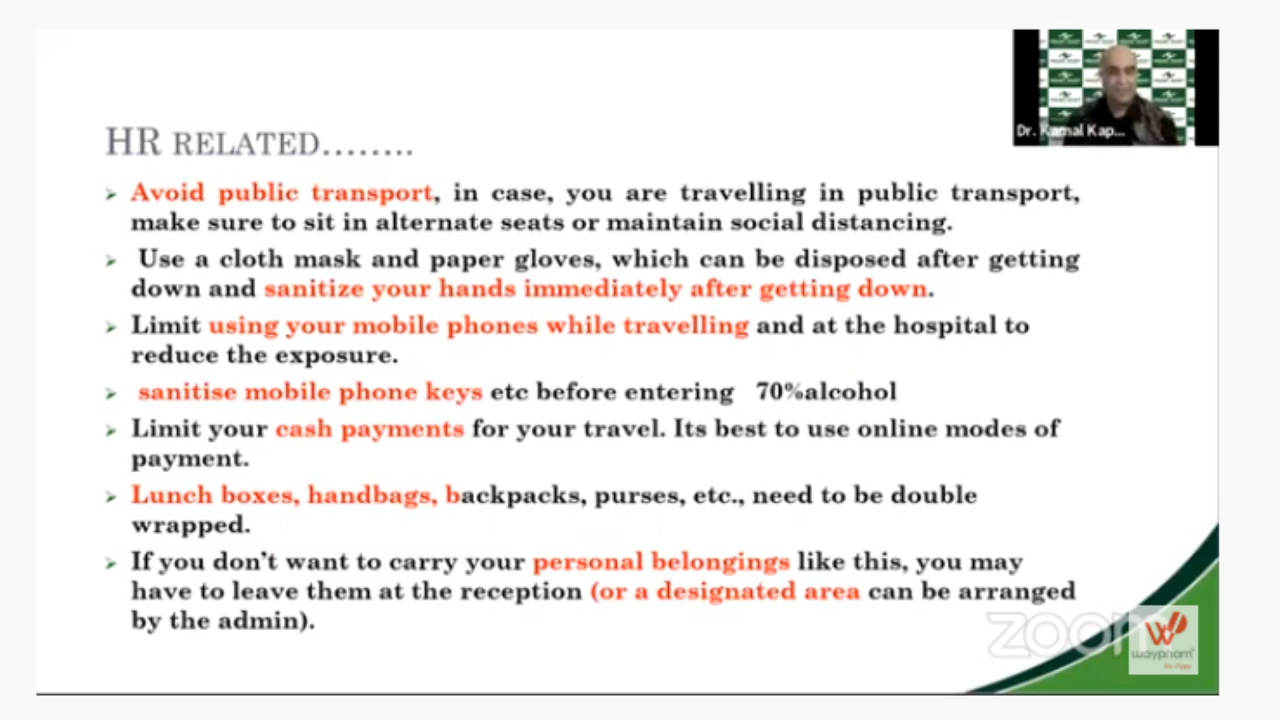 Dr. Kamal Kap...
HR RELATED........
Avoid public transport, in case, you are travelling in public transport,
make sure to sit in alternate seats or maintain social distancing.
Use a cloth mask and paper gloves, which can be disposed after getting
down and sanitize your hands immediately after getting down.
Limit using your mobile phones while travelling and at the hospital to
reduce the exposure.
sanitise mobile phone keys etc before entering 70%alcohol
Limit your cash payments for your travel. Its best to use online modes of
payment.
Lunch boxes, handbags, backpacks, purses, etc., need to be double
wrapped.
If you don't want to carry your personal belongings like this, you may
have to leave them at the reception (or a designated area can be arranged
by the admin).
zoom
waypham